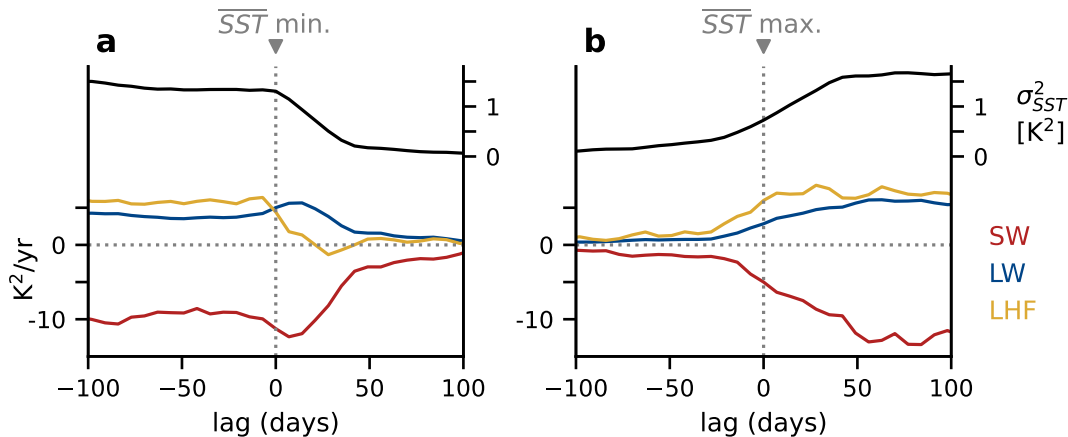 SST min.
SST max.
a
b
1
0
1
0
σ²SST
[K²]
K²/yr
0
-10
0
-10
SW
LW
LHF
−100 −50 0 50 100
−100 −50 0 50 100
lag (days)
lag (days)